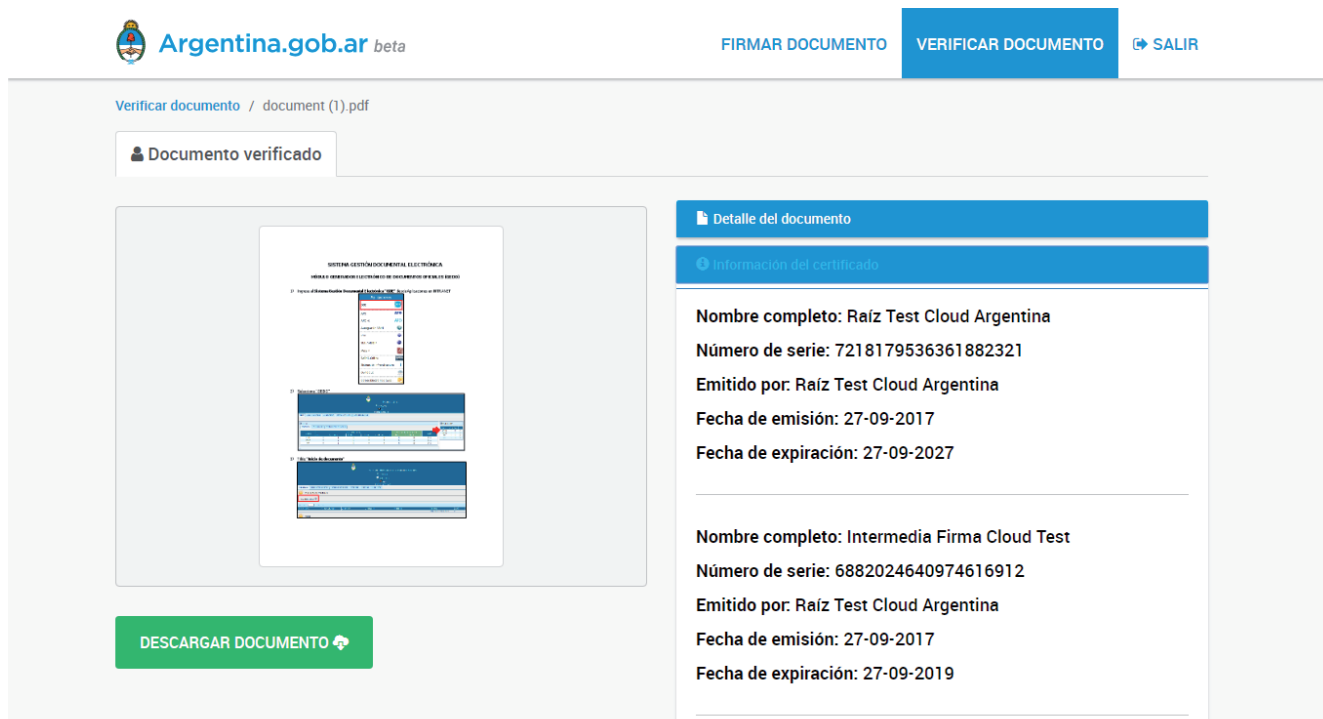 Argentina.gob.ar beta
FIRMAR DOCUMENTO
VERIFICAR DOCUMENTO
SALIR
Verificar documento / document (1).pdf
Documento verificado
SISTEMA GESTIÓN DOCUMENTAL ELECTRÓNICA
DESCARGAR DOCUMENTO
Detalle del documento
Información del certificado
Nombre completo: Raíz Test Cloud Argentina
Número de serie: 7218179536361882321
Emitido por: Raíz Test Cloud Argentina
Fecha de emisión: 27-09-2017
Fecha de expiración: 27-09-2027
Nombre completo: Intermedia Firma Cloud Test
Número de serie: 6882024640974616912
Emitido por: Raíz Test Cloud Argentina
Fecha de emisión: 27-09-2017
Fecha de expiración: 27-09-2019